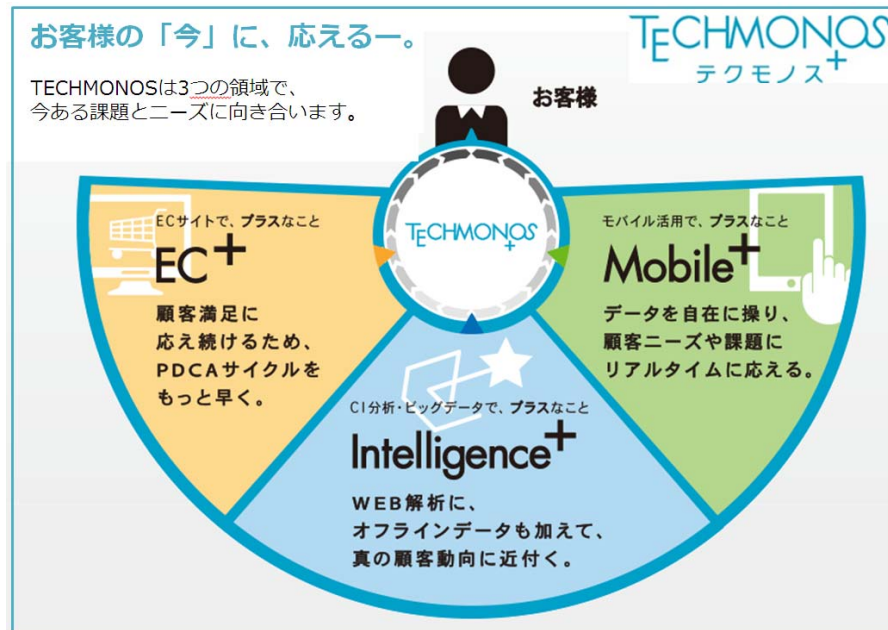 お客様の「今」に、応えるー。
TECHMONOS+
テクモノス
TECHMONOSは3つの領域で、
今ある課題とニーズに向き合います。
お客様
TECHMONOS+
ECサイトで、プラスなこと
EC+
顧客満足に
応え続けるため、
PDCAサイクルを
もっと早く。
CI分析・ビッグデータで、プラスなこと
Intelligence+
WEB解析に、
オフラインデータも加えて、
真の顧客動向に近付く。
モバイル活用で、プラスなこと
Mobile+
データを自在に操り、
顧客ニーズや課題に
リアルタイムに応える。